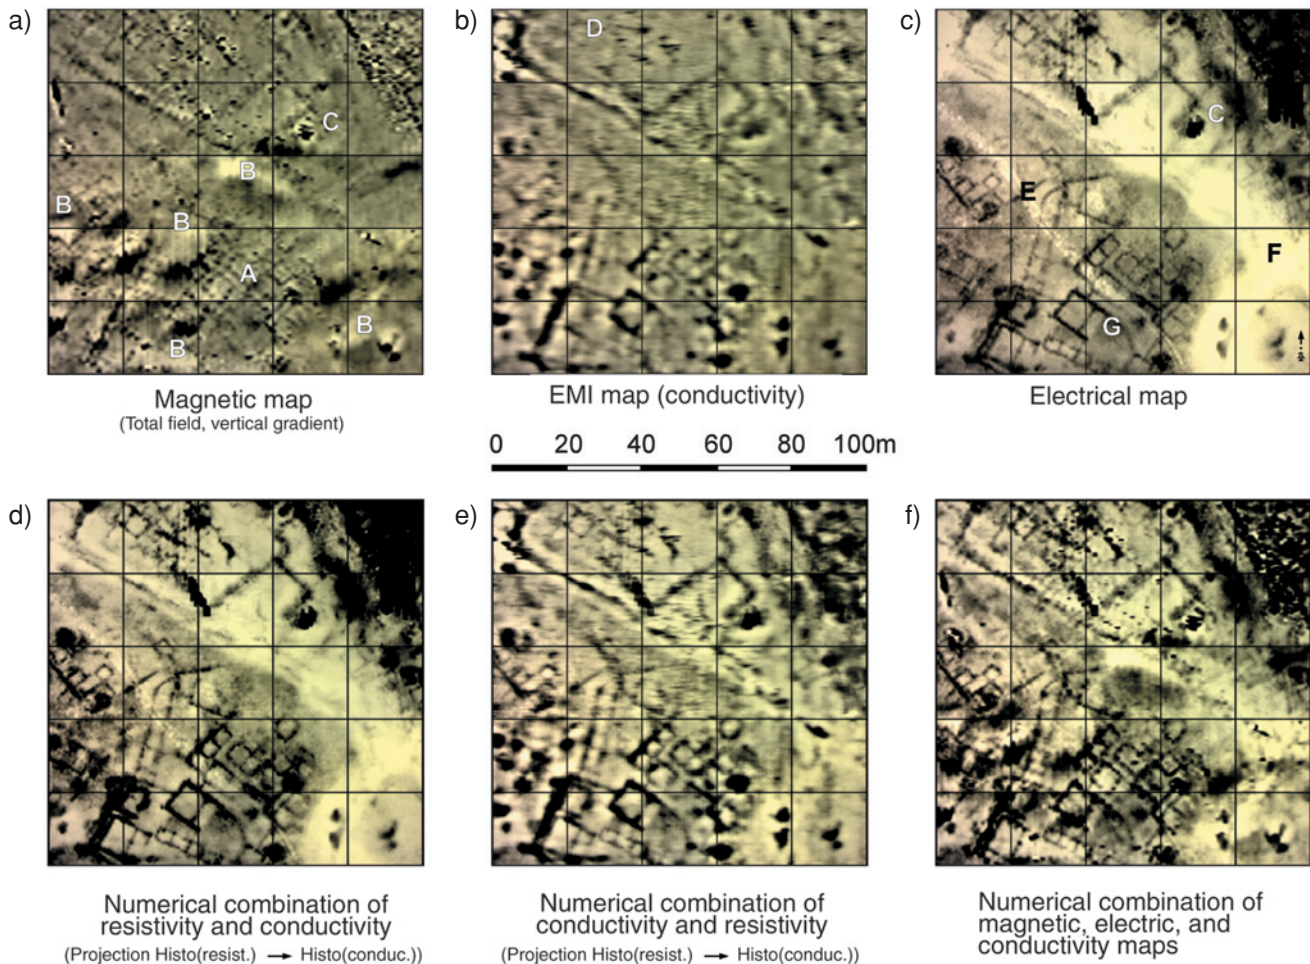 a)
b)
c)
D
C
C
B
B
B
E
A
F
B
B
G
Magnetic map
(Total field, vertical gradient)
EMI map (conductivity)
Electrical map
0 20 40 60 80 100m
d)
e)
f)
Numerical combination of
resistivity and conductivity
(Projection Histo(resist.) → Histo(conduc.))
Numerical combination of
conductivity and resistivity
(Projection Histo(resist.) → Histo(conduc.))
Numerical combination of
magnetic, electric, and
conductivity maps